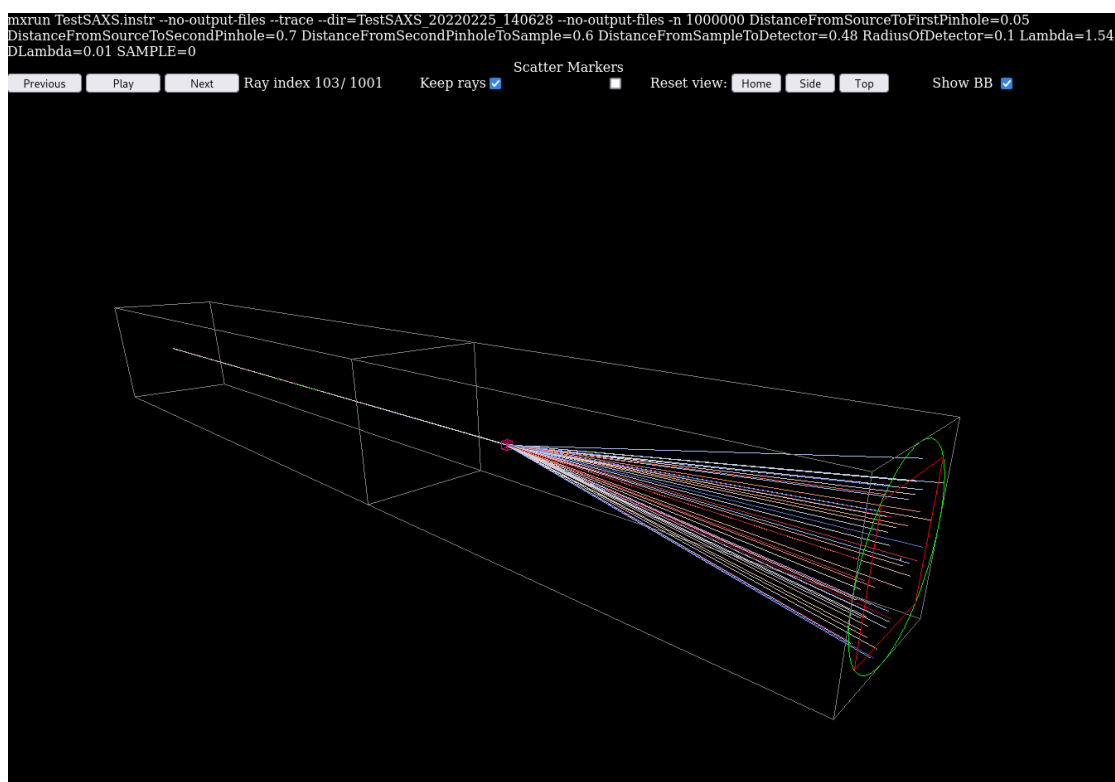 mxrun TestSAXS.instr --no-output-files --trace --dir=TestSAXS_20220225_140628 --no-output-files -n 1000000 DistanceFromSourceToFirstPinhole=0.05
DistanceFromSourceToSecondPinhole=0.7 DistanceFromSecondPinholeToSample=0.6 DistanceFromSampleToDetector=0.48 RadiusOfDetector=0.1 Lambda=1.54
DLambda=0.01 SAMPLE=0
Scatter Markers
Previous Play Next Ray index 103/ 1001 Keep rays Reset view: Home Side Top Show BB